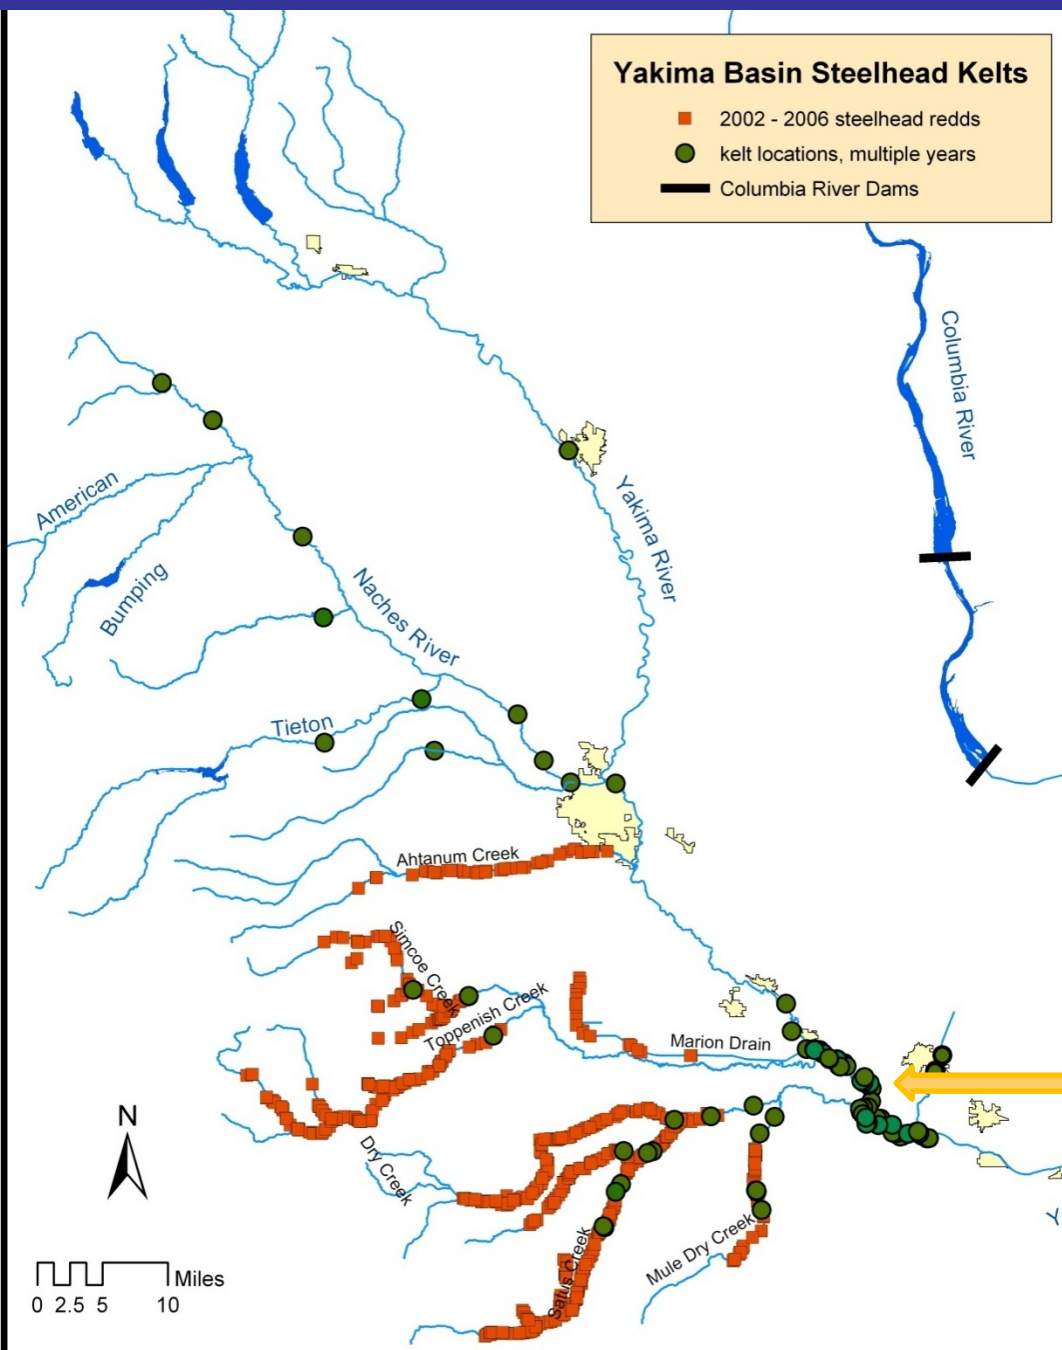 Yakima Basin Steelhead Kelts
2002 - 2006 steelhead redds
kelt locations, multiple years
Columbia River Dams
Columbia River
American
Bumping
Naches River
Yakima River
Tieton
Ahtanum Creek
Simcoe Creek
Toppenish Creek
Marion Drain
Dry Creek
Satus Creek
Mule Dry Creek
Y
N
Miles
0 2.5 5 10